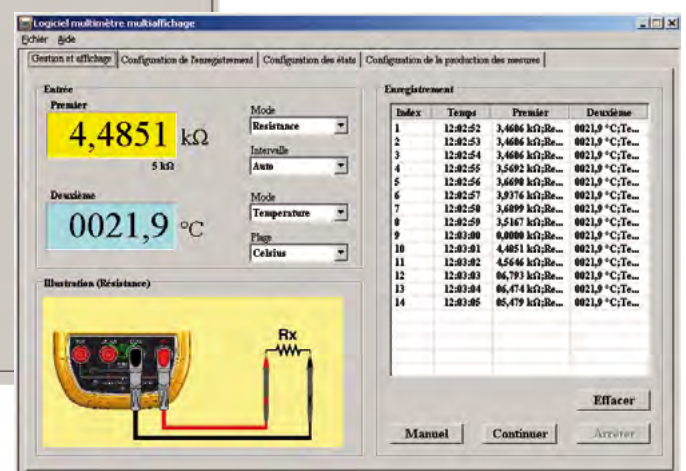 Logiciel multimètre multiaffichage
Fichier Aide
Gestion et affichage Configuration de l'enregistrement Configuration des états Configuration de la production des mesures
Entrée
Premier
4,4851 kΩ
5 kΩ
Mode
Resistance
Intervalle
Auto
Deuxième
0021,9 °C
Mode
Temperature
Plage
Celsius
Illustration (Résistance)
Rx
Enregistrement
Index Temps Premier Deuxième
1 12:02:52 3,4686 kΩ;Re... 0021,9 °C;Te...
2 12:02:53 3,4686 kΩ;Re... 0021,9 °C;Te...
3 12:02:54 3,4686 kΩ;Re... 0021,9 °C;Te...
4 12:02:55 3,5692 kΩ;Re... 0021,9 °C;Te...
5 12:02:56 3,6698 kΩ;Re... 0021,9 °C;Te...
6 12:02:57 3,9376 kΩ;Re... 0021,9 °C;Te...
7 12:02:58 3,6899 kΩ;Re... 0021,9 °C;Te...
8 12:02:59 3,5167 kΩ;Re... 0021,9 °C;Te...
9 12:03:00 0,0000 kΩ;Re... 0021,9 °C;Te...
10 12:03:01 4,4851 kΩ;Re... 0021,9 °C;Te...
11 12:03:02 4,5646 kΩ;Re... 0021,9 °C;Te...
12 12:03:03 06,793 kΩ;Re... 0021,9 °C;Te...
13 12:03:04 06,474 kΩ;Re... 0021,9 °C;Te...
14 12:03:05 05,479 kΩ;Re... 0021,9 °C;Te...
Effacer
Manuel Continuer Arrêter